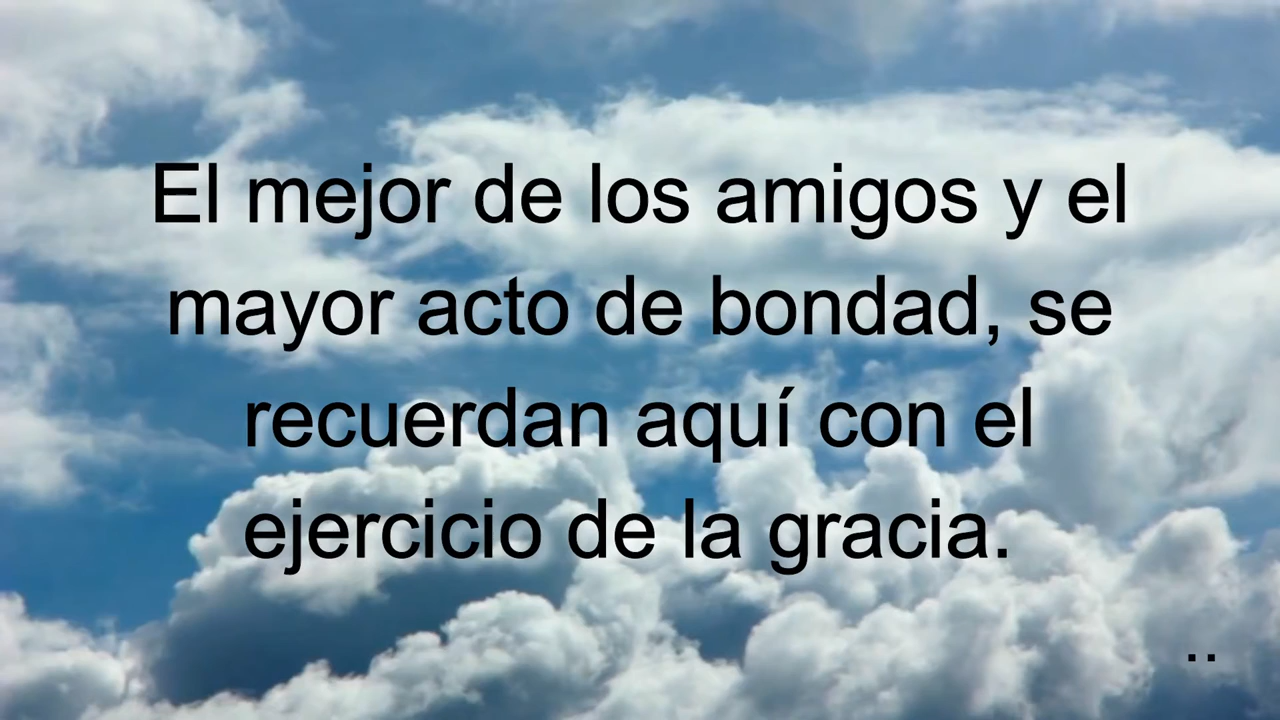 El mejor de los amigos y el
mayor acto de bondad, se
recuerdan aquí con el
ejercicio de la gracia.
..